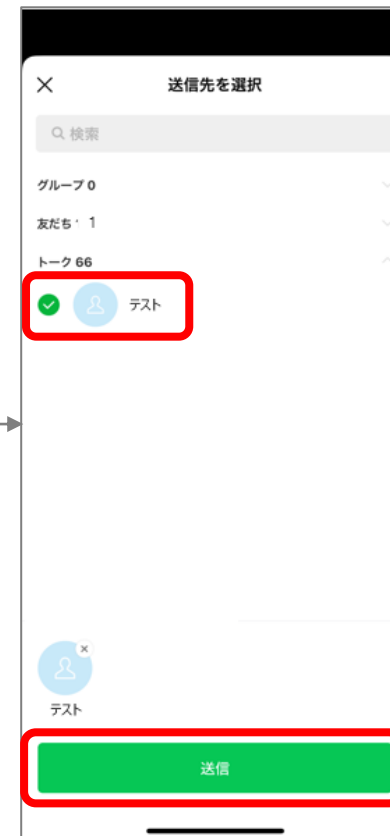 送信先を選択
検索
グループ 0
友だち 1
トーク 66
テスト
テスト
送信